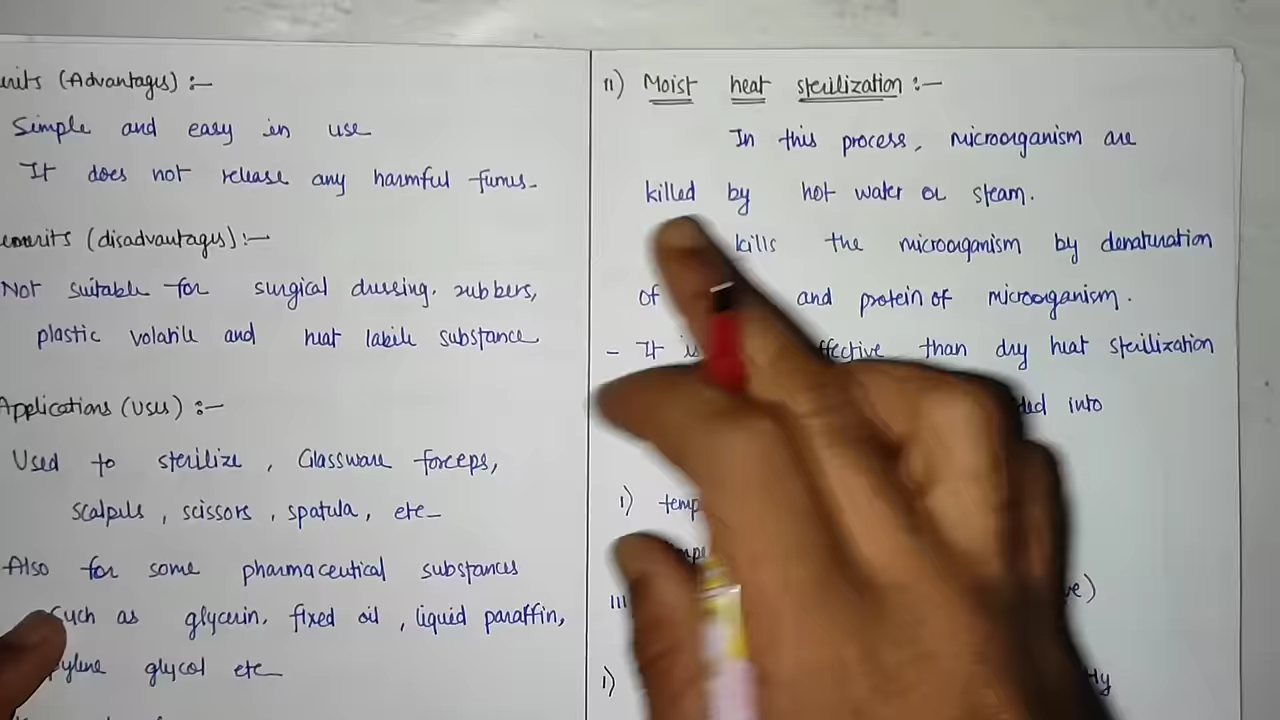 (Advantages) :-
Simple and easy in use
It does not release any harmful fumes-
(disadvantages) :-
Not suitable for surgical dressing, rubbers,
plastic volatile and heat labile substance
Applications (Uses) :-
Used to sterilize, Glassware forceps,
scalpels, scissors, spatula, etc-
Also for some pharmaceutical substances
such as glycerin, fixed oil, liquid paraffin,
glycol etc
II) Moist heat sterilization :-
In this process, microorganism are
killed by hot water or steam.
kills the microorganism by denaturation
of and protein of microorganism.
- It is than dry heat sterilization
into
i)
III
i)